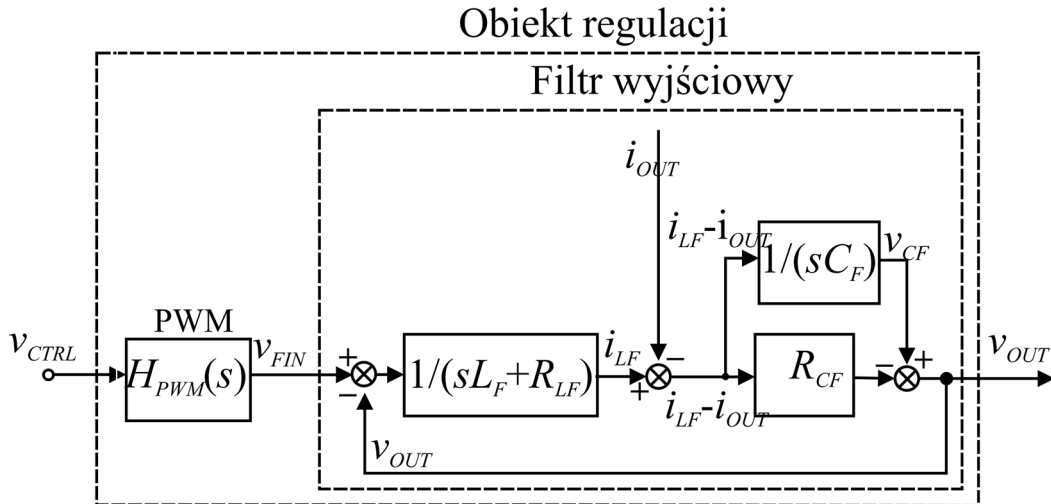 Obiekt regulacji
Filtr wyjściowy
i_OUT
i_LF-i_OUT
1/(sC_F)
v_CF
PWM
v_CTRL
H_PWM(s)
v_FIN
+
−
1/(sL_F+R_LF)
i_LF
−
+
i_LF-i_OUT
R_CF
−
+
v_OUT
v_OUT